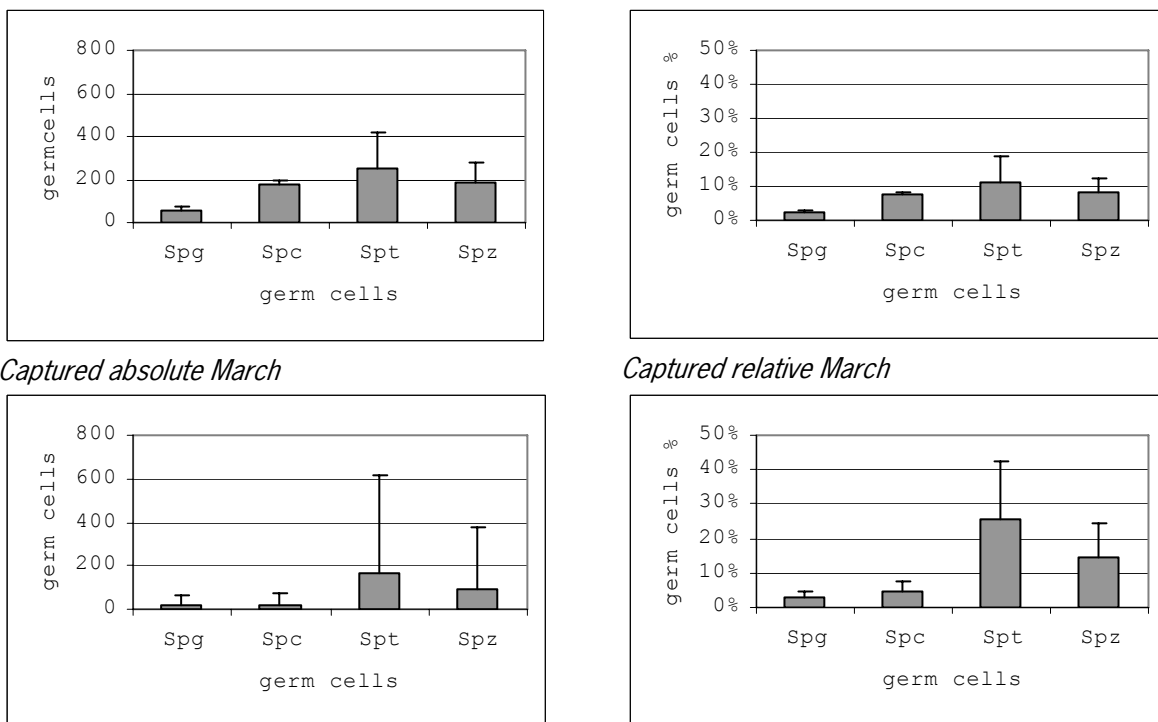 800
600
400
200
0
germcells
Spg Spc Spt Spz
germ cells
50%
40%
30%
20%
10%
0%
germ cells %
Spg Spc Spt Spz
germ cells
Captured absolute March
Captured relative March
800
600
400
200
0
germ cells
Spg Spc Spt Spz
germ cells
50%
40%
30%
20%
10%
0%
germ cells %
Spg Spc Spt Spz
germ cells